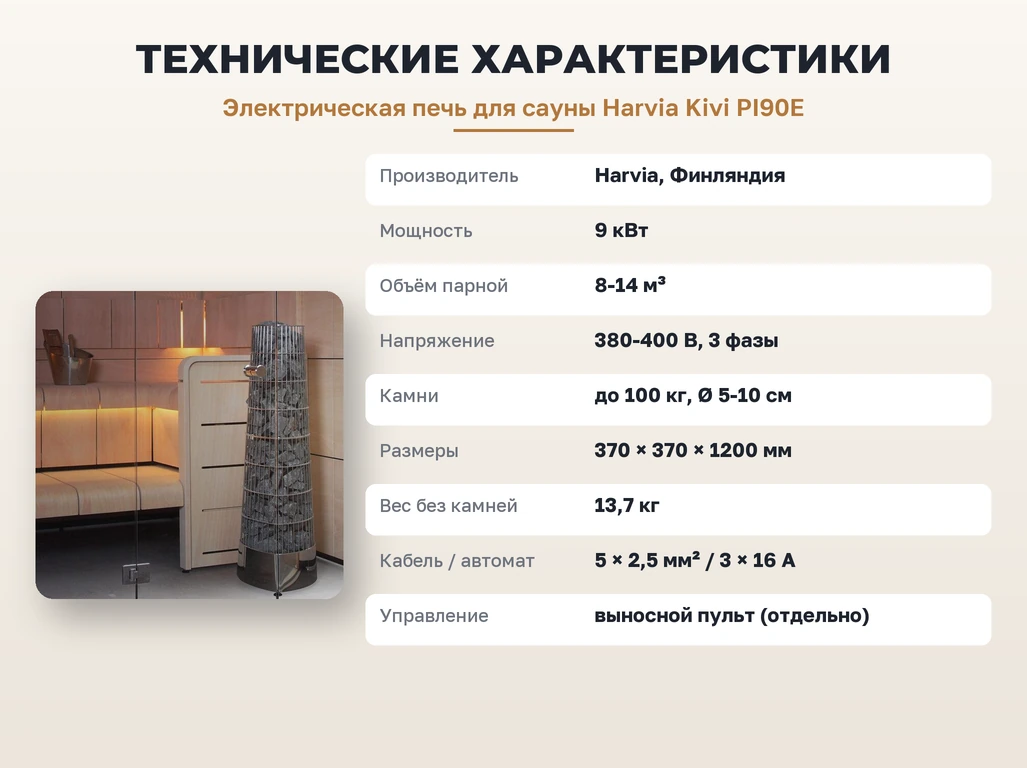 ТЕХНИЧЕСКИЕ ХАРАКТЕРИСТИКИ
Электрическая печь для сауны Harvia Kivi PI90E
Производитель Harvia, Финляндия
Мощность 9 кВт
Объём парной 8-14 м³
Напряжение 380-400 В, 3 фазы
Камни до 100 кг, Ø 5-10 см
Размеры 370 × 370 × 1200 мм
Вес без камней 13,7 кг
Кабель / автомат 5 × 2,5 мм² / 3 × 16 А
Управление выносной пульт (отдельно)